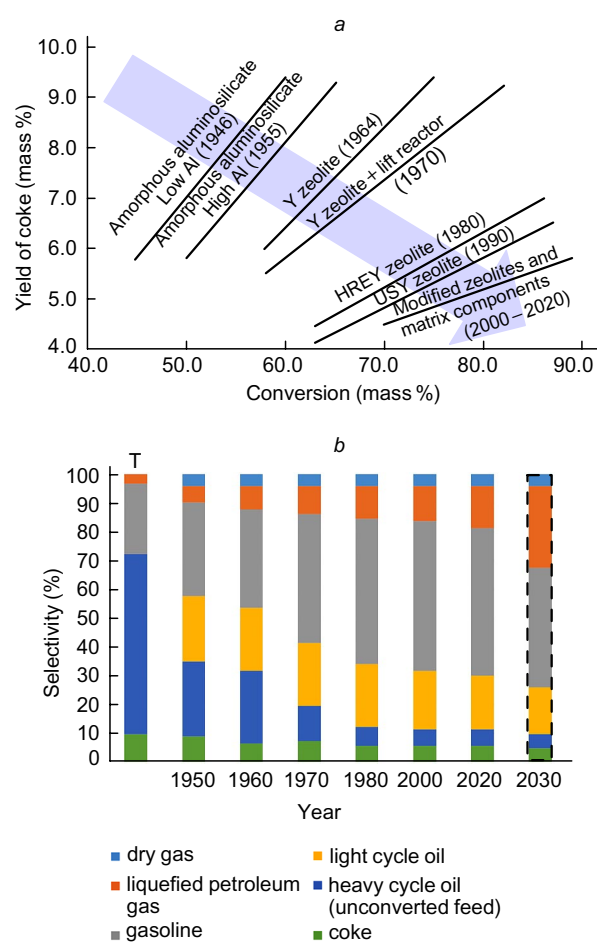 a
Yield of coke (mass %)
10.0
9.0
8.0
7.0
6.0
5.0
4.0
Amorphous aluminosilicate
Low Al (1946)
Amorphous aluminosilicate
High Al (1955)
Y zeolite (1964)
Y zeolite + lift reactor
(1970)
HREY zeolite (1980)
USY zeolite (1990)
Modified zeolites and
matrix components
(2000 – 2020)
40.0 50.0 60.0 70.0 80.0 90.0
Conversion (mass %)
b
T
Selectivity (%)
100
90
80
70
60
50
40
30
20
10
0
1950 1960 1970 1980 2000 2020 2030
Year
dry gas
liquefied petroleum
gas
gasoline
light cycle oil
heavy cycle oil
(unconverted feed)
coke